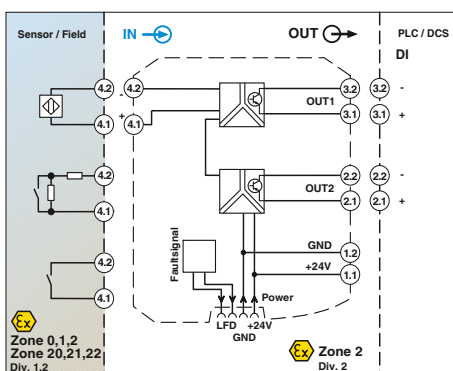 Sensor / Field
IN
OUT
PLC / DCS
DI
4.2
4.2
3.2
3.2
-
-
OUT1
4.1
+
4.1
3.1
3.1
+
4.2
2.2
2.2
-
OUT2
4.1
2.1
2.1
+
Faultsignal
GND
1.2
4.2
+24V
1.1
4.1
Power
LFD
+24V
GND
Ex
Zone 0,1,2
Zone 20,21,22
Div. 1,2
Ex
Zone 2
Div. 2